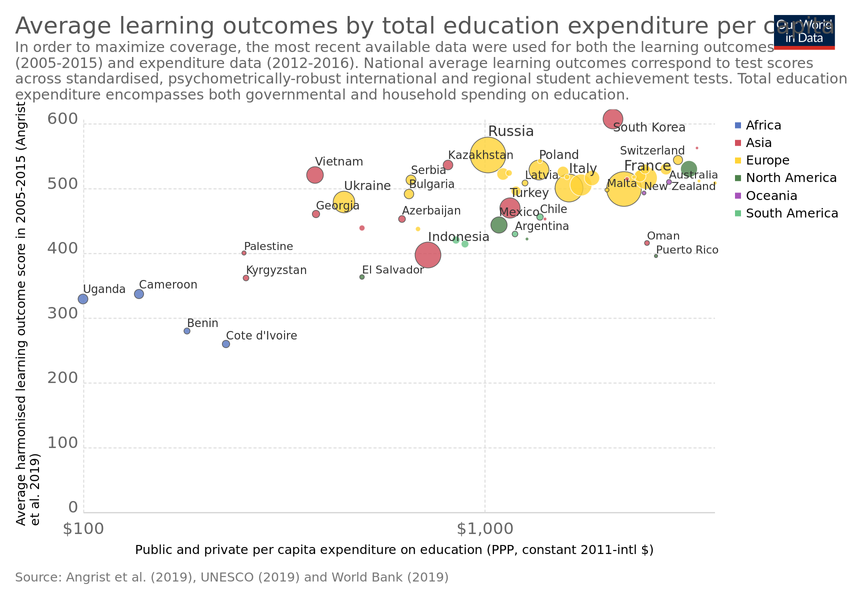 Average learning outcomes by total education expenditure per capita
Our World
in Data
In order to maximize coverage, the most recent available data were used for both the learning outcomes
(2005-2015) and expenditure data (2012-2016). National average learning outcomes correspond to test scores
across standardised, psychometrically-robust international and regional student achievement tests. Total education
expenditure encompasses both governmental and household spending on education.
Average harmonised learning outcome score in 2005-2015 (Angrist
et al. 2019)
600
500
400
300
200
100
0
$100
$1,000
South Korea
Russia
Vietnam
Kazakhstan
Poland
Switzerland
Serbia
Latvia
Italy
France
Australia
Ukraine
Bulgaria
Turkey
Malta
New Zealand
Georgia
Azerbaijan
Mexico
Chile
Argentina
Palestine
Indonesia
Oman
Puerto Rico
Kyrgyzstan
El Salvador
Uganda
Cameroon
Benin
Cote d'Ivoire
Africa
Asia
Europe
North America
Oceania
South America
Public and private per capita expenditure on education (PPP, constant 2011-intl $)
Source: Angrist et al. (2019), UNESCO (2019) and World Bank (2019)